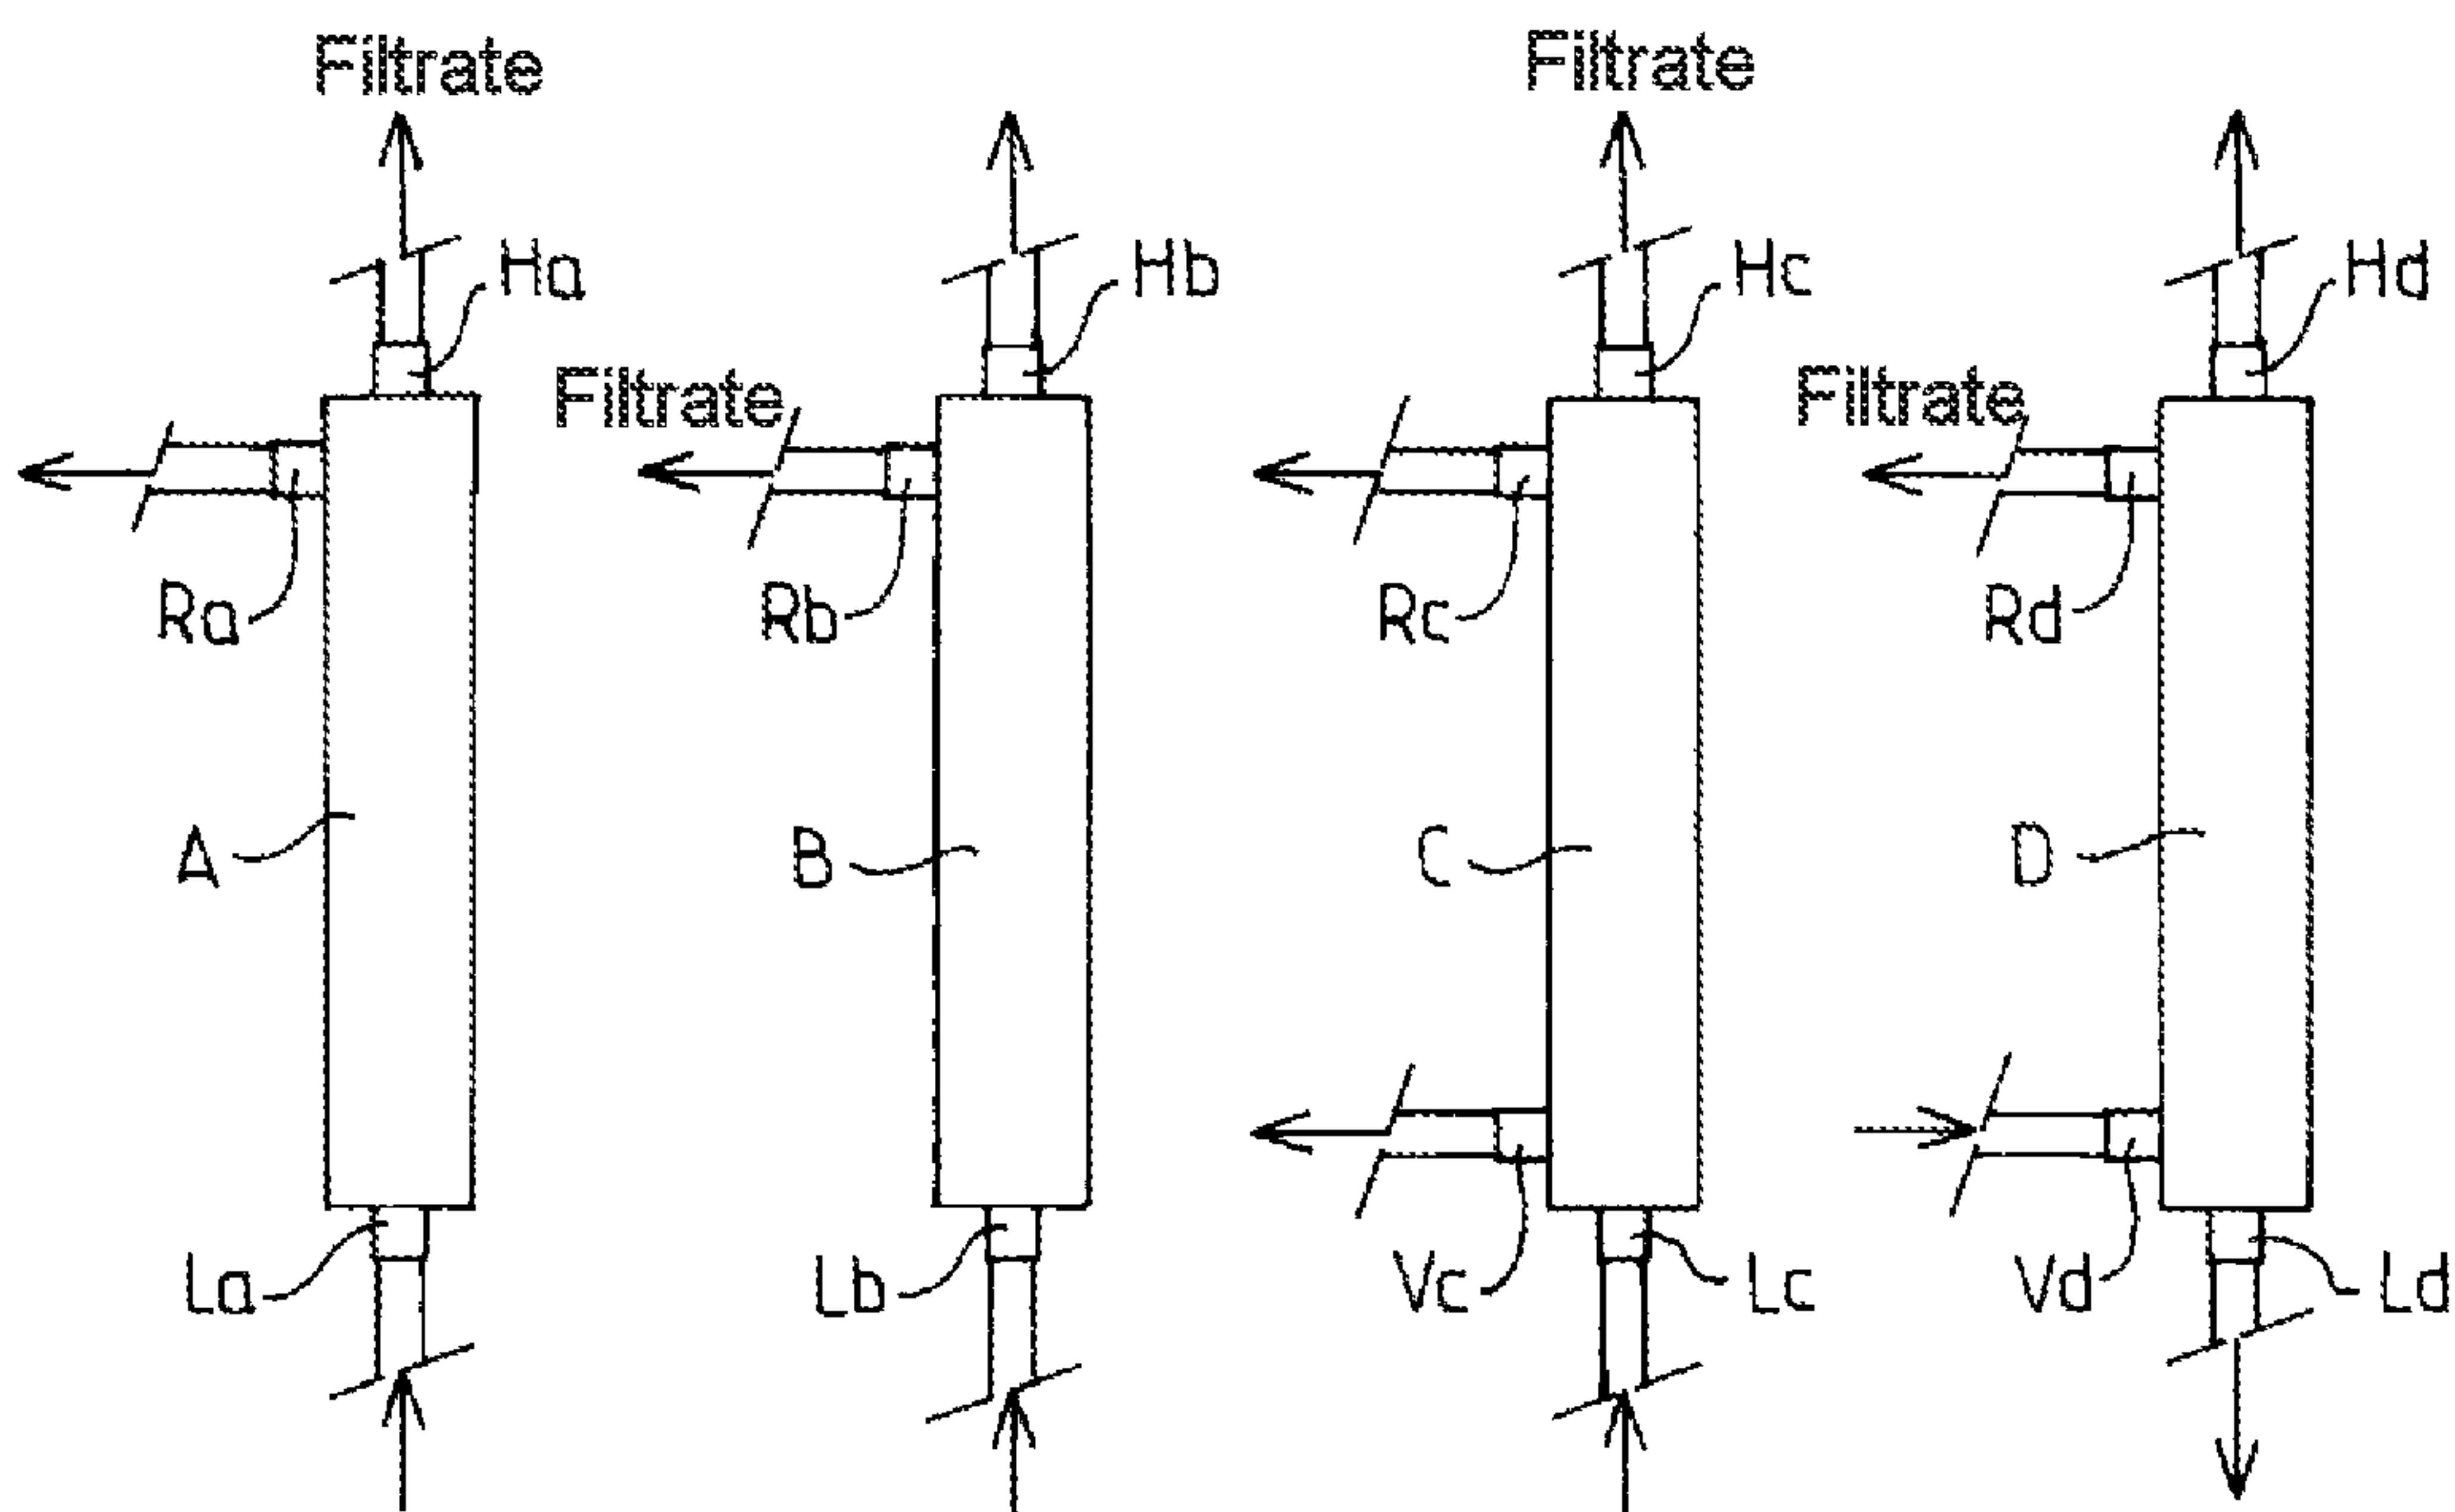 Filtrate
Filtrate
Ha
Hb
Hc
Hd
Filtrate
Filtrate
Ra
Rb
Rc
Rd
A
B
C
D
La
Lb
Vc
Lc
Vd
Ld